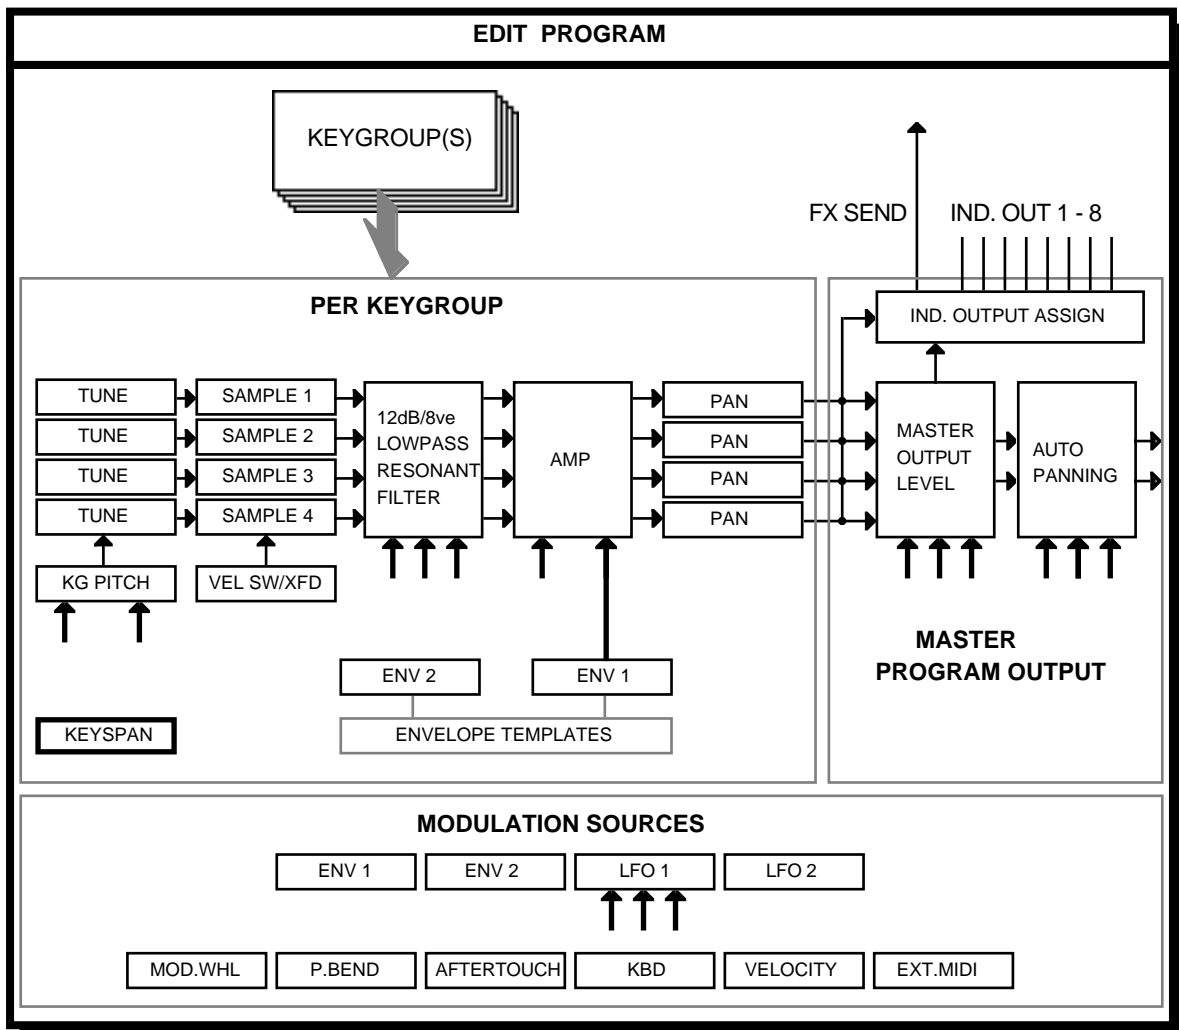 EDIT PROGRAM
KEYGROUP(S)
FX SEND
IND. OUT 1 - 8
PER KEYGROUP
IND. OUTPUT ASSIGN
TUNE
SAMPLE 1
TUNE
SAMPLE 2
TUNE
SAMPLE 3
TUNE
SAMPLE 4
12dB/8ve
LOWPASS
RESONANT
FILTER
AMP
PAN
PAN
PAN
PAN
MASTER
OUTPUT
LEVEL
AUTO
PANNING
KG PITCH
VEL SW/XFD
MASTER
PROGRAM OUTPUT
ENV 2
ENV 1
KEYSPAN
ENVELOPE TEMPLATES
MODULATION SOURCES
ENV 1
ENV 2
LFO 1
LFO 2
MOD.WHL
P.BEND
AFTERTOUCH
KBD
VELOCITY
EXT.MIDI